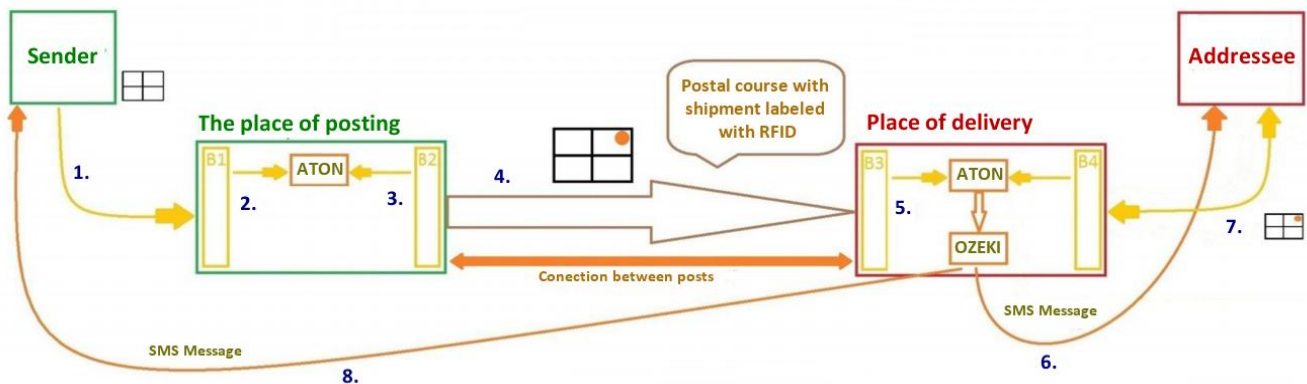 Sender
Addressee
1.
The place of posting
B1
ATON
B2
2.
3.
4.
Postal course with
shipment labeled
with RFID
Conection between posts
Place of delivery
B3
ATON
B4
5.
OZEKI
7.
SMS Message
6.
SMS Message
8.